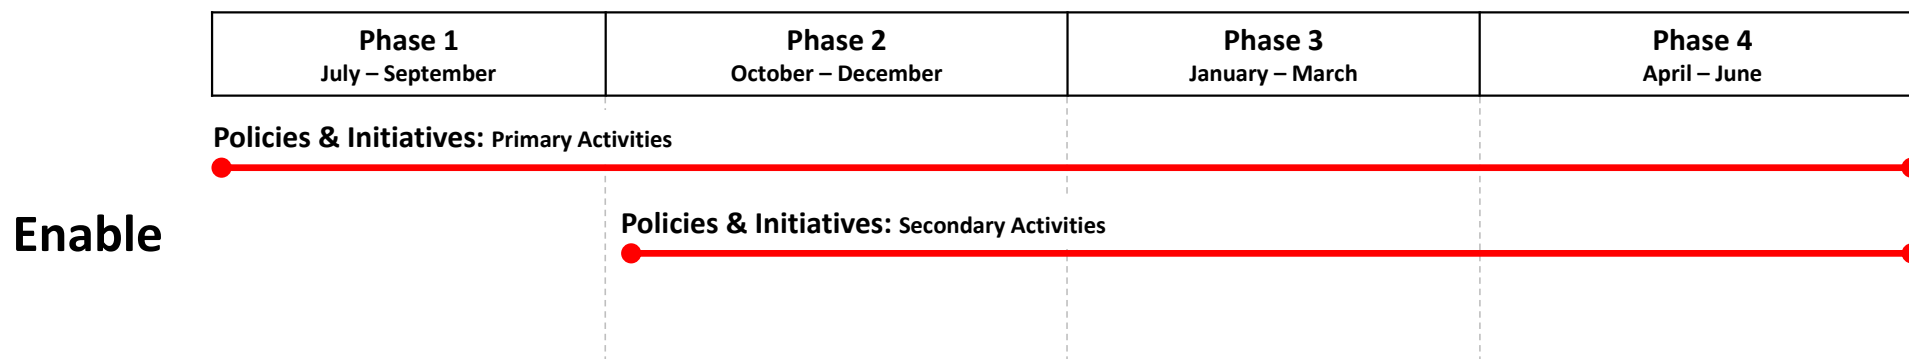 Phase 1
July – September
Phase 2
October – December
Phase 3
January – March
Phase 4
April – June
Policies & Initiatives: Primary Activities
Enable
Policies & Initiatives: Secondary Activities